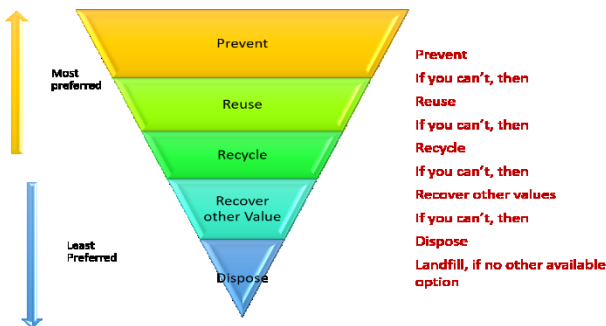 Most
preferred
Least
Preferred
Prevent
Reuse
Recycle
Recover
other Value
Dispose
Prevent
If you can't, then
Reuse
If you can't, then
Recycle
If you can't, then
Recover other values
If you can't, then
Dispose
Landfill, if no other available
option